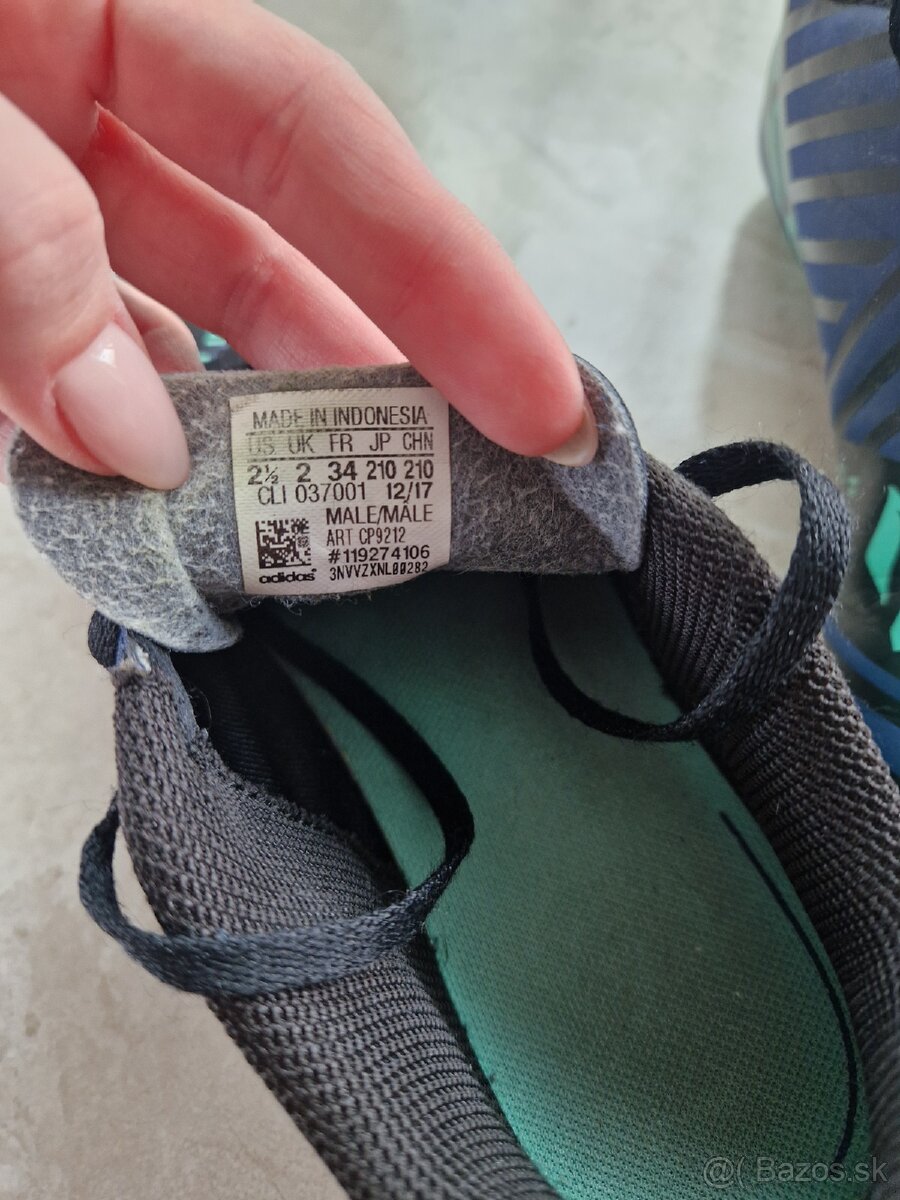 MADE IN INDONESIA
US UK FR JP CHN
2½ 2 34 210 210
CLI 037001 12/17
MALE/MALE
ART CP9212
#119274106
adidas® 3NVVZXNL00282
@( Bazos.sk